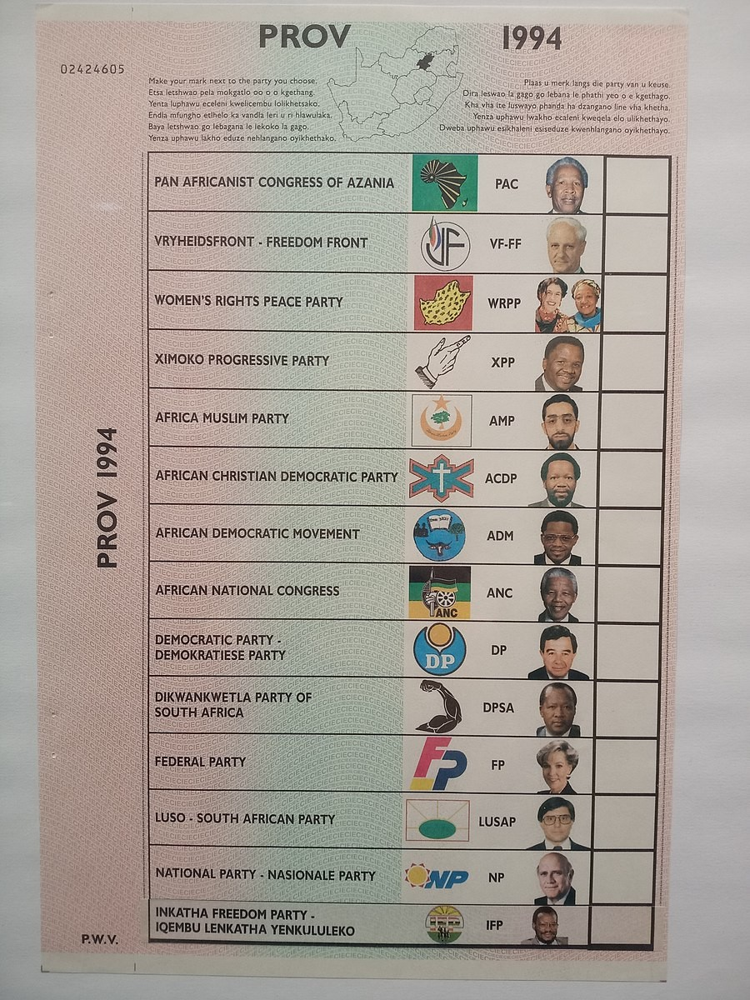 PROV 1994
02424605
Make your mark next to the party you choose.
Etsa letshwao pela mokgatlo oo o o kgethang.
Yenta luphawu eceleni kwelicembu lolikhetsako.
Endla mfungho etlhelo ka vandla leri u ri hlawulaka.
Baya letshwao go lebagana le lekoko la gago.
Yenza uphawu lakho eduze nehlangano oyikhethako.
Plaas u merk langs die party van u keuse.
Dira leswao la gago go lebana le phathi yeo o e kgethago.
Kha vha ite luswayo phanda ha dzangano line vha khetha.
Yenza uphawu lwakho ecaleni kweqela elo ulikhethayo.
Dweba uphawu esikhaleni esiseduze kwenhlangano oyikhethayo.
PAN AFRICANIST CONGRESS OF AZANIA PAC
VRYHEIDSFRONT - FREEDOM FRONT VF VF-FF
WOMEN'S RIGHTS PEACE PARTY WRPP
XIMOKO PROGRESSIVE PARTY XPP
AFRICA MUSLIM PARTY AMP
AFRICAN CHRISTIAN DEMOCRATIC PARTY ACDP
AFRICAN DEMOCRATIC MOVEMENT ADM
AFRICAN NATIONAL CONGRESS ANC ANC
DEMOCRATIC PARTY -
DEMOKRATIESE PARTY DP DP
DIKWANKWETLA PARTY OF
SOUTH AFRICA DPSA
FEDERAL PARTY FP FP
LUSO - SOUTH AFRICAN PARTY LUSAP
NATIONAL PARTY - NASIONALE PARTY NP NP
INKATHA FREEDOM PARTY -
IQEMBU LENKATHA YENKULULEKO IFP IFP
PROV 1994
P.W.V.